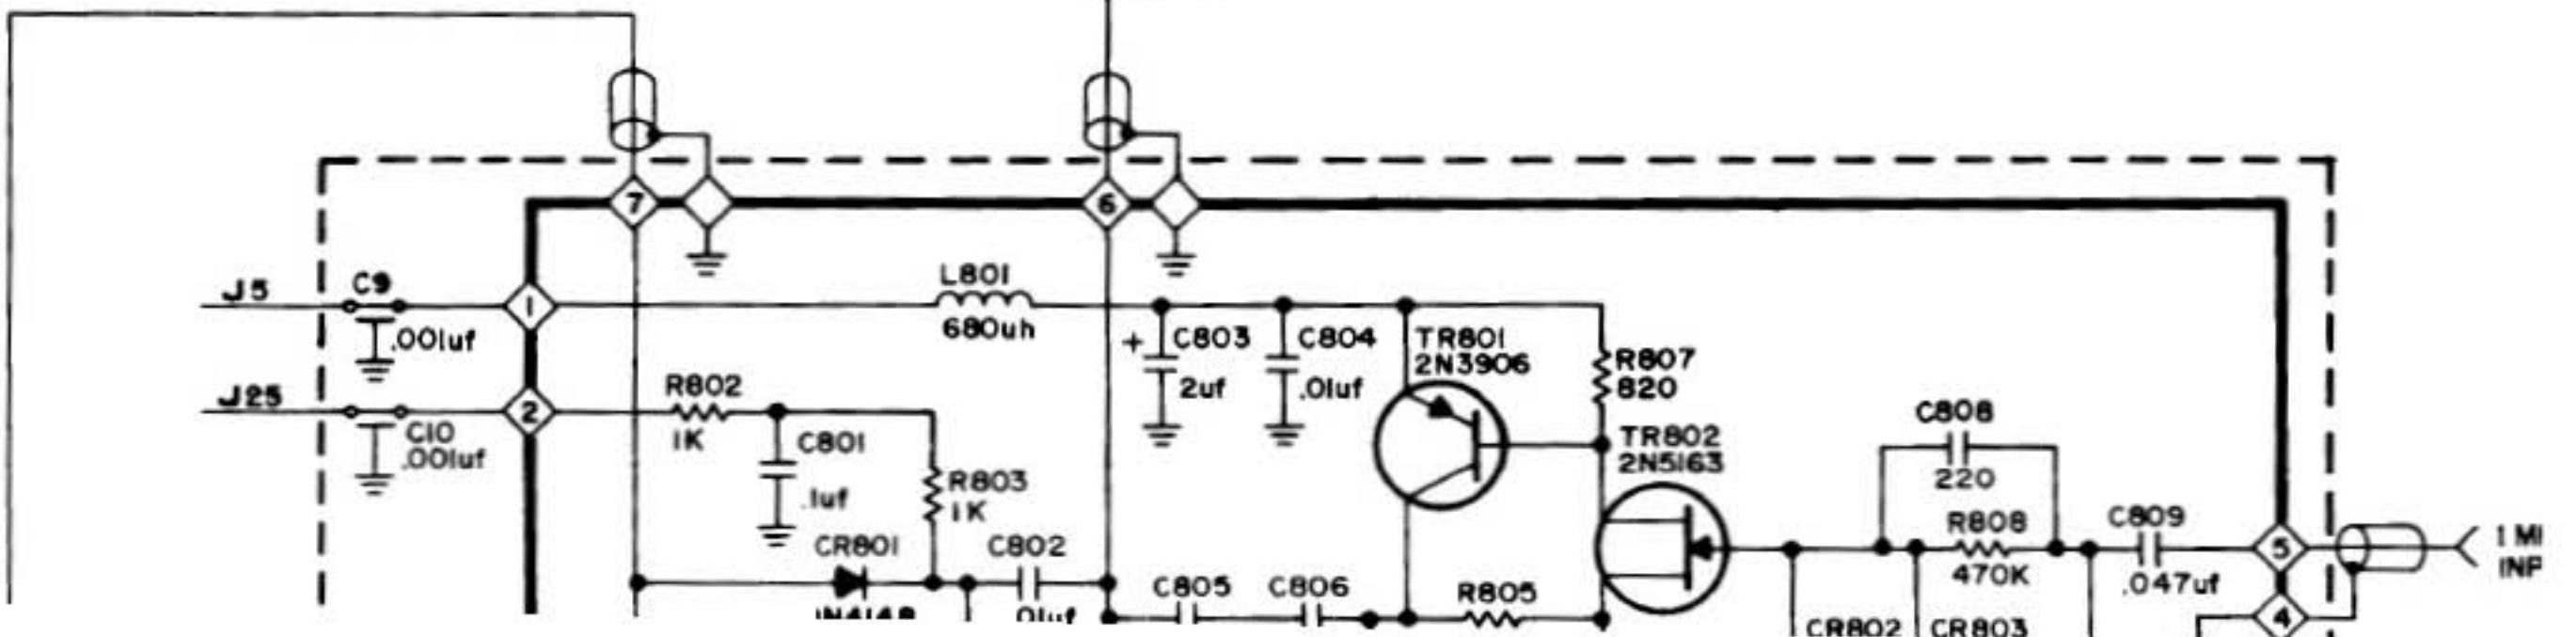 7
6
J5
C9
.001uf
1
L801
680uh
+
C803
2uf
C804
.01uf
TR801
2N3906
R807
820
J25
C10
.001uf
2
R802
1K
C801
.1uf
R803
1K
TR802
2N5163
C808
220
R808
470K
C809
.047uf
5
1 M
INP
CR801
1N4148
C802
.01uf
C805
C806
R805
CR802
CR803
4